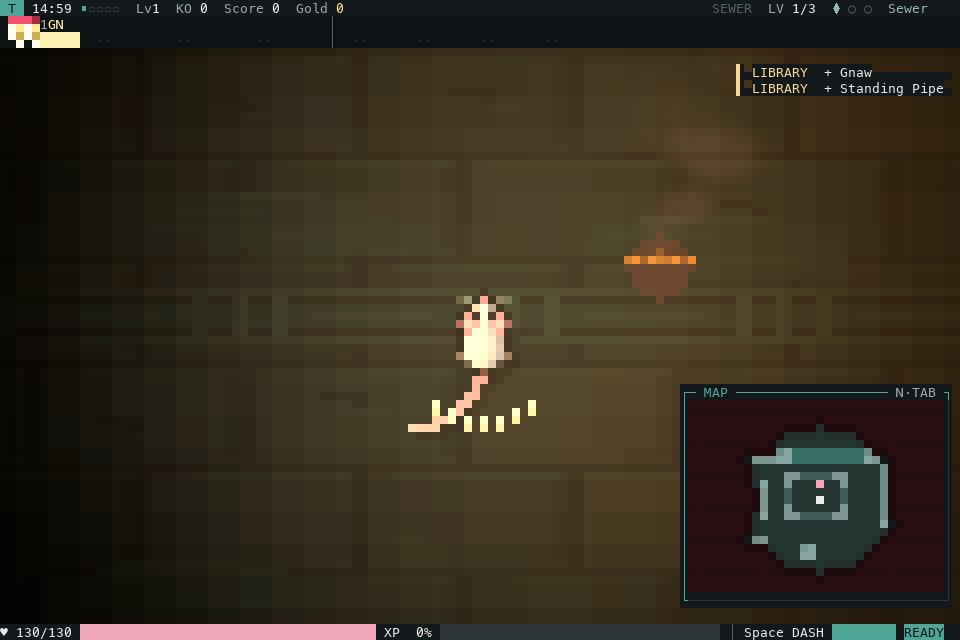 T 14:59 Lv1 KO 0 Score 0 Gold 0 SEWER LV 1/3 Sewer
1GN
LIBRARY + Gnaw
LIBRARY + Standing Pipe
MAP N·TAB
♥ 130/130 XP 0% Space DASH READY